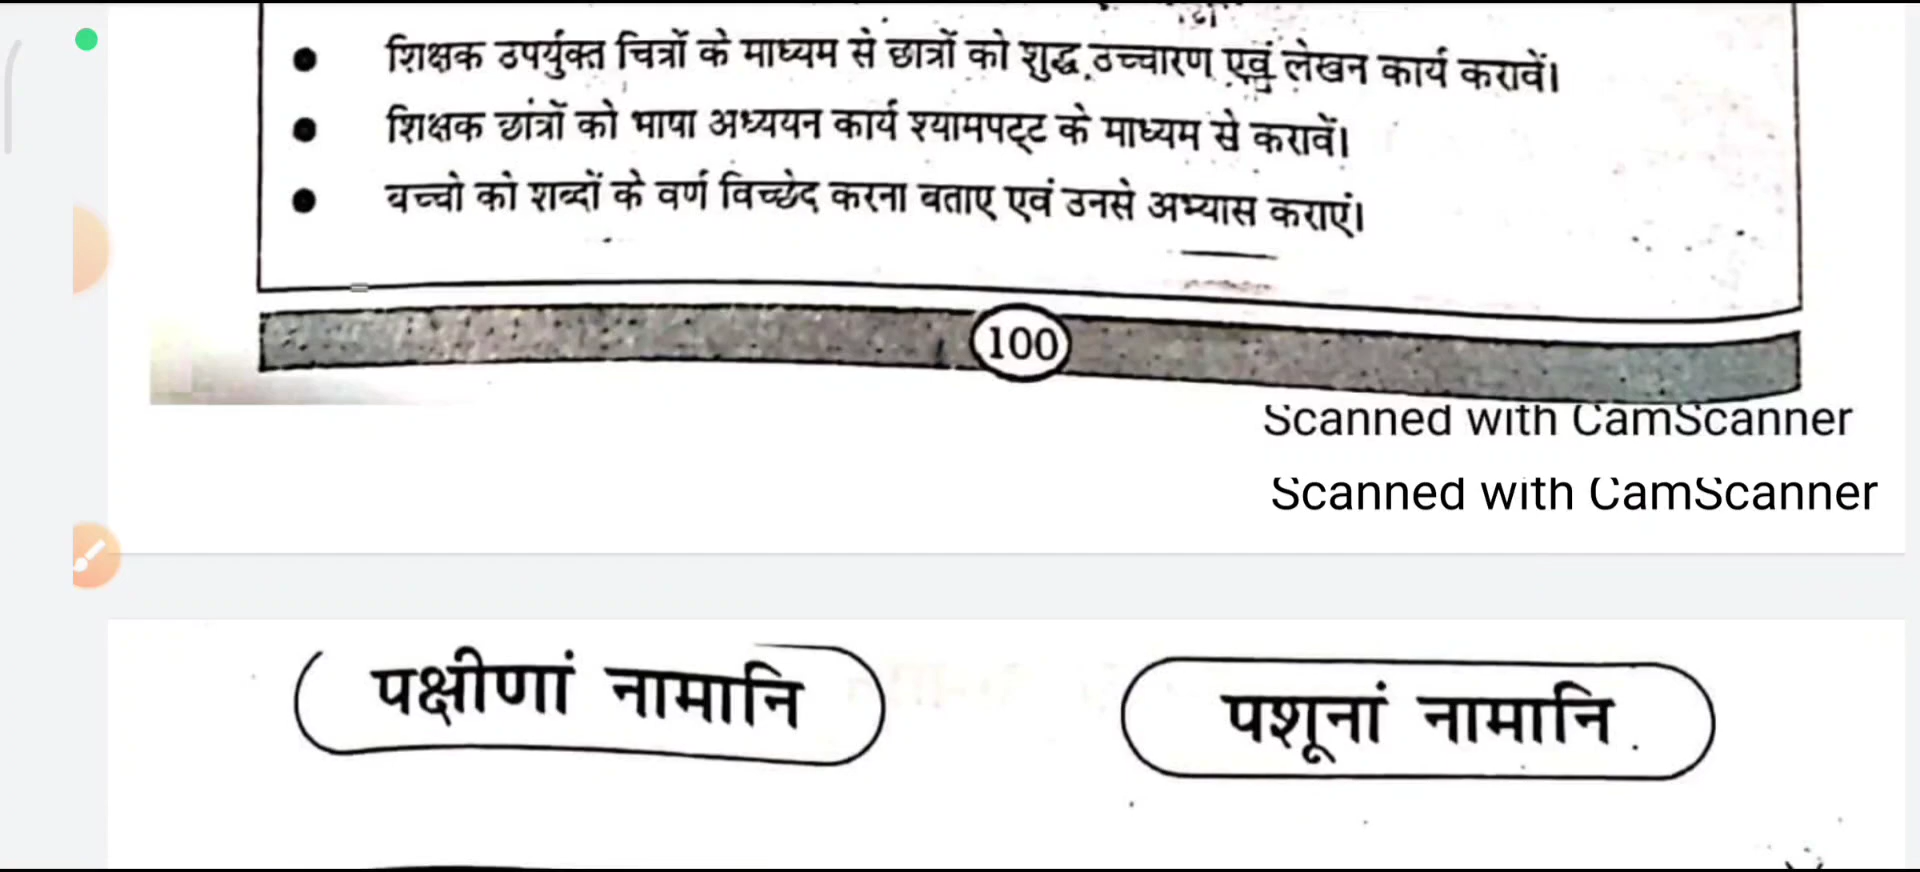 शिक्षक उपर्युक्त चित्रों के माध्यम से छात्रों को शुद्ध उच्चारण एवं लेखन कार्य करावें।
शिक्षक छांत्रों को भाषा अध्ययन कार्य श्यामपट्ट के माध्यम से करावें।
बच्चो को शब्दों के वर्ण विच्छेद करना बताए एवं उनसे अभ्यास कराएं।
100
Scanned with CamScanner
Scanned with CamScanner
पक्षीणां नामानि
पशूनां नामानि